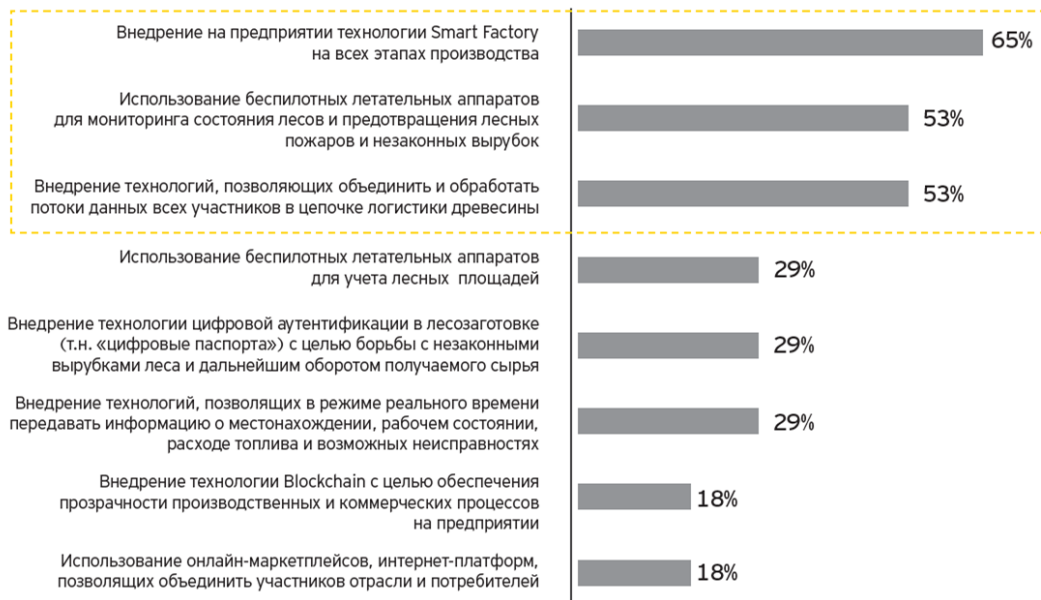 Внедрение на предприятии технологии Smart Factory
на всех этапах производства
65%
Использование беспилотных летательных аппаратов
для мониторинга состояния лесов и предотвращения лесных
пожаров и незаконных вырубок
53%
Внедрение технологий, позволяющих объединить и обработать
потоки данных всех участников в цепочке логистики древесины
53%
Использование беспилотных летательных аппаратов
для учета лесных площадей
29%
Внедрение технологии цифровой аутентификации в лесозаготовке
(т.н. «цифровые паспорта») с целью борьбы с незаконными
вырубками леса и дальнейшим оборотом получаемого сырья
29%
Внедрение технологий, позволящих в режиме реального времени
передавать информацию о местонахождении, рабочем состоянии,
расходе топлива и возможных неисправностях
29%
Внедрение технологии Blockchain с целью обеспечения
прозрачности производственных и коммерческих процессов
на предприятии
18%
Использование онлайн-маркетплейсов, интернет-платформ,
позволящих объединить участников отрасли и потребителей
18%